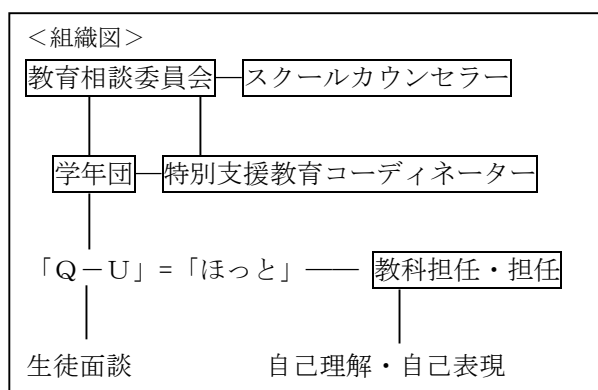 ＜組織図＞
教育相談委員会 スクールカウンセラー
学年団 特別支援教育コーディネーター
「Ｑ－Ｕ」=「ほっと」―― 教科担任・担任
生徒面談 自己理解・自己表現